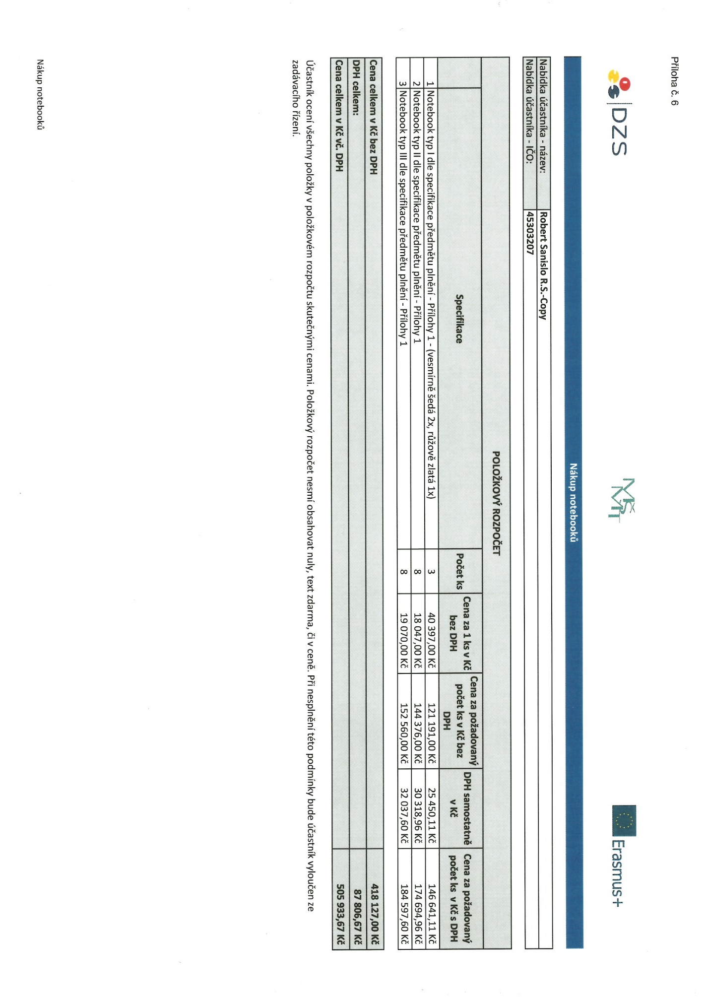 Příloha č. 6
DZS
MŠMT
Erasmus+
Nákup notebooků
Nabídka účastníka - název: Robert Sanislo R.S.-Copy
Nabídka účastníka - IČO: 45303207
POLOŽKOVÝ ROZPOČET
Specifikace Počet ks Cena za 1 ks v Kč bez DPH Cena za požadovaný počet ks v Kč bez DPH DPH samostatně v Kč Cena za požadovaný počet ks v Kč s DPH
1 Notebook typ I dle specifikace předmětu plnění - Přílohy 1 - (vesmírně šedá 2x, růžově zlatá 1x) 3 40 397,00 Kč 121 191,00 Kč 25 450,11 Kč 146 641,11 Kč
2 Notebook typ II dle specifikace předmětu plnění - Přílohy 1 8 18 047,00 Kč 144 376,00 Kč 30 318,96 Kč 174 694,96 Kč
3 Notebook typ III dle specifikace předmětu plnění - Přílohy 1 8 19 070,00 Kč 152 560,00 Kč 32 037,60 Kč 184 597,60 Kč
Cena celkem v Kč bez DPH 418 127,00 Kč
DPH celkem: 87 806,67 Kč
Cena celkem v Kč vč. DPH 505 933,67 Kč
Účastník ocení všechny položky v položkovém rozpočtu skutečnými cenami. Položkový rozpočet nesmí obsahovat nuly, text zdarma, či v ceně. Při nesplnění této podmínky bude účastník vyloučen ze
zadávacího řízení.
Nákup notebooků